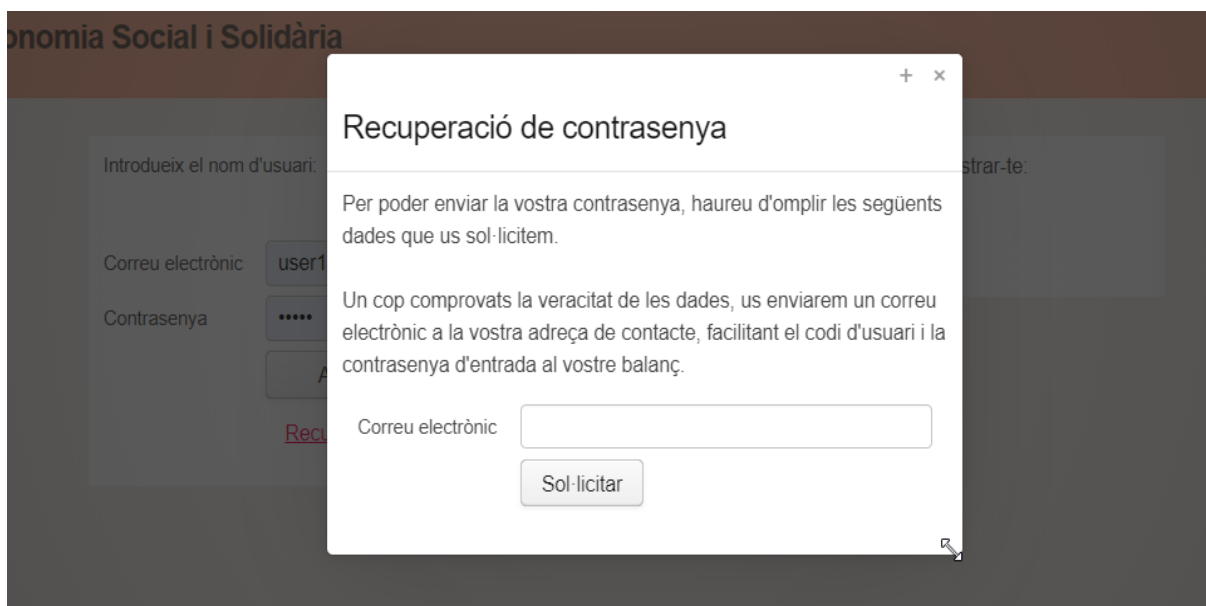 onomia Social i Solidària
+ ×
Recuperació de contrasenya
Introdueix el nom d'usuari:
strar-te:
Per poder enviar la vostra contrasenya, haureu d'omplir les següents
dades que us sol·licitem.
Correu electrònic user1
Un cop comprovats la veracitat de les dades, us enviarem un correu
electrònic a la vostra adreça de contacte, facilitant el codi d'usuari i la
contrasenya d'entrada al vostre balanç.
Contrasenya •••••
A
Recu
Correu electrònic
Sol·licitar